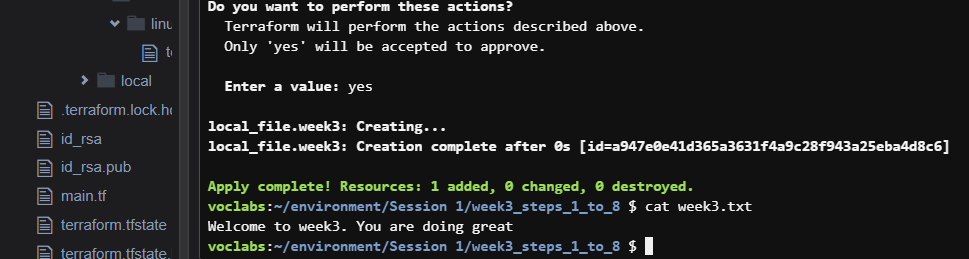 linu
te
local
.terraform.lock.hc
id_rsa
id_rsa.pub
main.tf
terraform.tfstate
terraform.tfstate.
Do you want to perform these actions?
Terraform will perform the actions described above.
Only 'yes' will be accepted to approve.
Enter a value: yes
local_file.week3: Creating...
local_file.week3: Creation complete after 0s [id=a947e0e41d365a3631f4a9c28f943a25eba4d8c6]
Apply complete! Resources: 1 added, 0 changed, 0 destroyed.
voclabs:~/environment/Session 1/week3_steps_1_to_8 $ cat week3.txt
Welcome to week3. You are doing great
voclabs:~/environment/Session 1/week3_steps_1_to_8 $